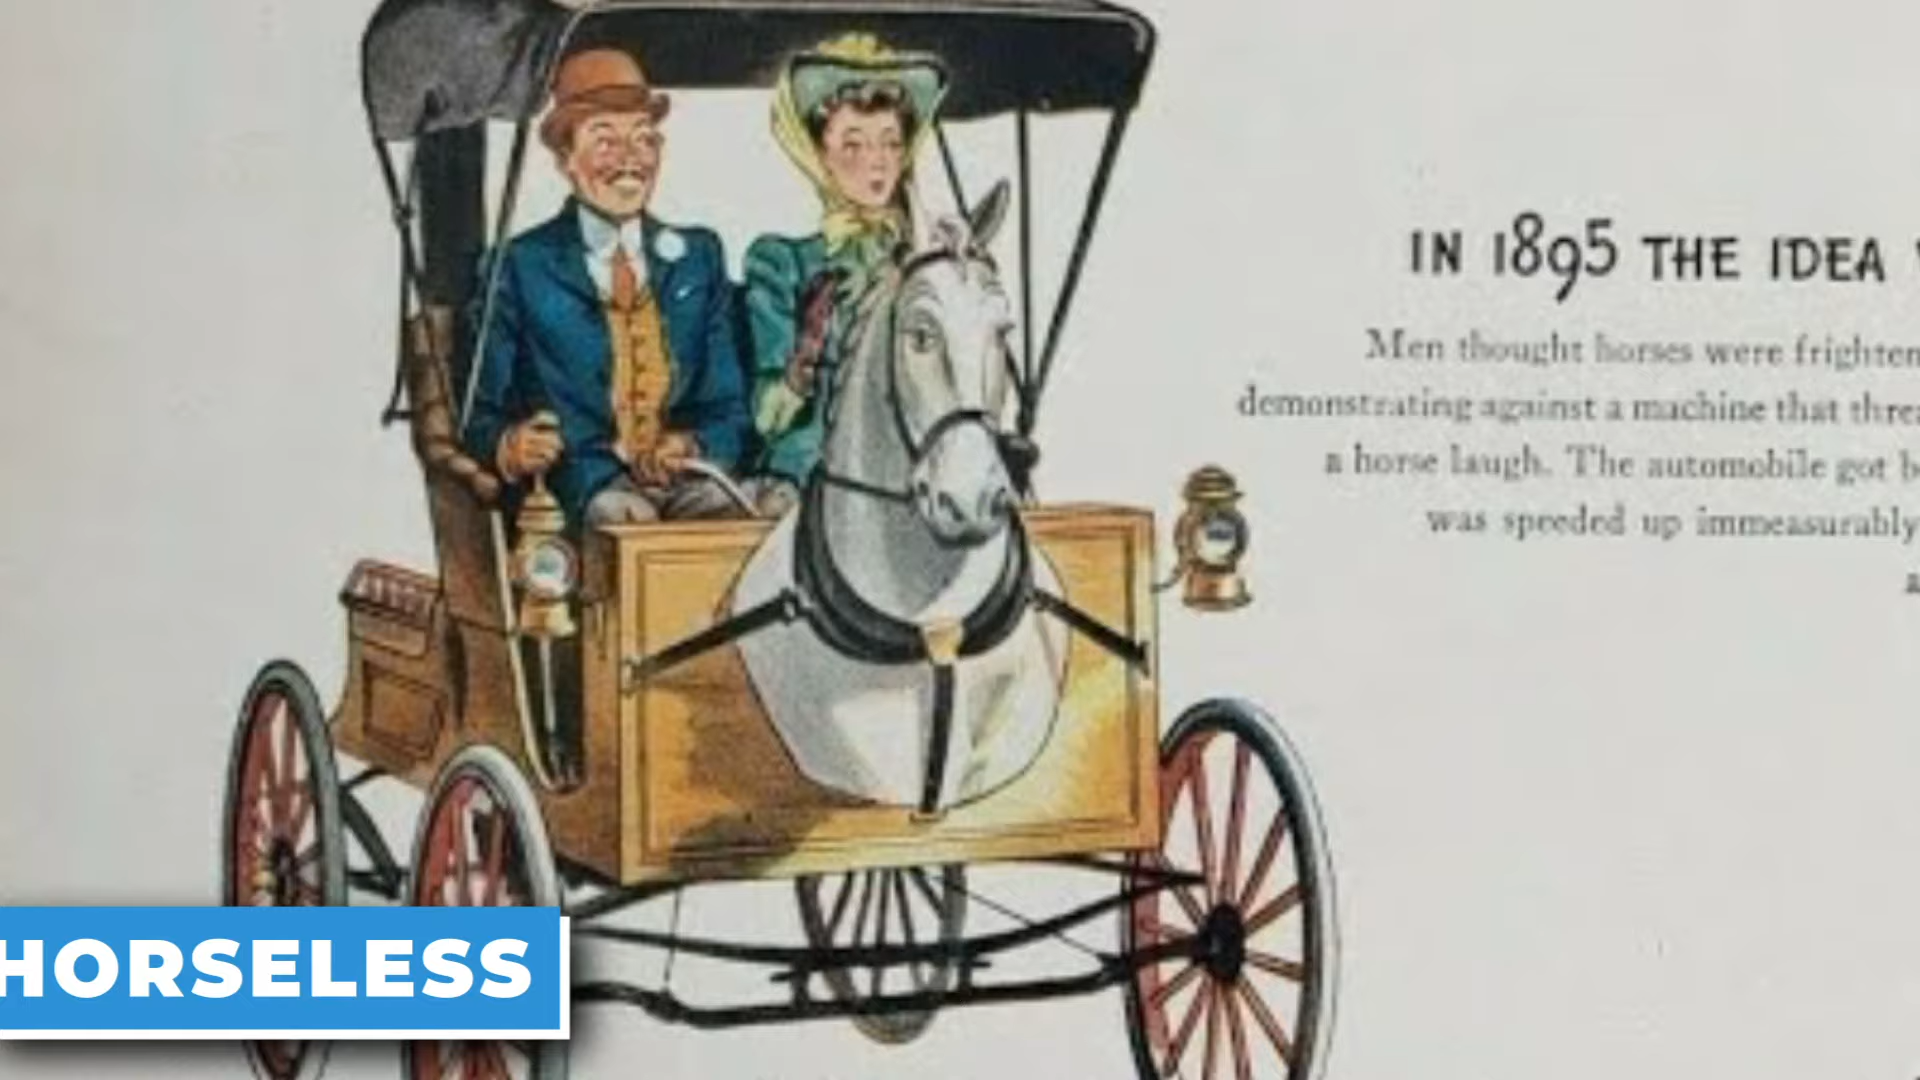 IN 1895 THE IDEA
Men thought horses were frighten
demonstrating against a machine that threa
a horse laugh. The automobile got b
was speeded up immeasurably
a
HORSELESS